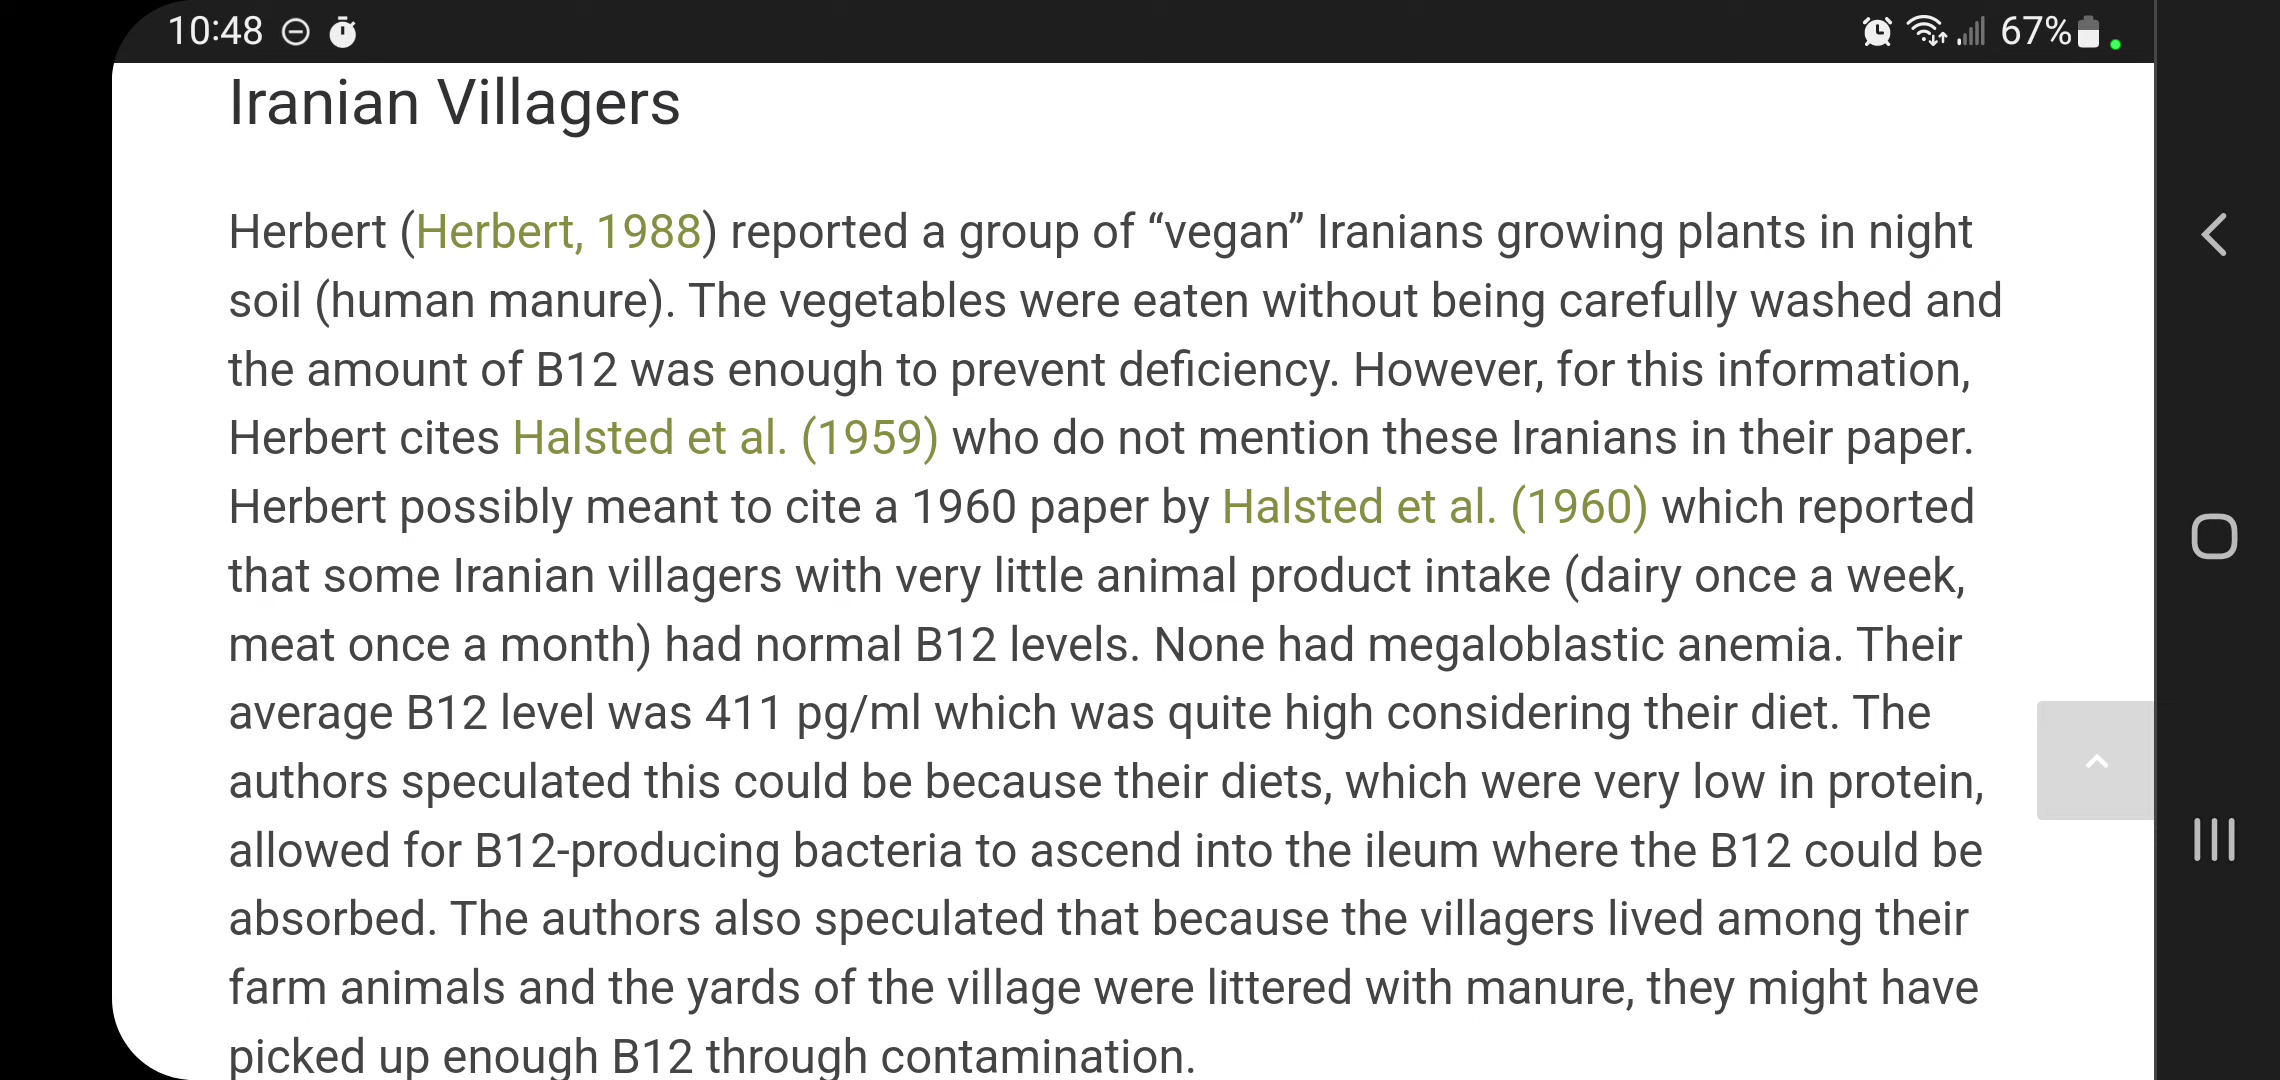 10:48
67%
Iranian Villagers
Herbert (Herbert, 1988) reported a group of “vegan” Iranians growing plants in night
soil (human manure). The vegetables were eaten without being carefully washed and
the amount of B12 was enough to prevent deficiency. However, for this information,
Herbert cites Halsted et al. (1959) who do not mention these Iranians in their paper.
Herbert possibly meant to cite a 1960 paper by Halsted et al. (1960) which reported
that some Iranian villagers with very little animal product intake (dairy once a week,
meat once a month) had normal B12 levels. None had megaloblastic anemia. Their
average B12 level was 411 pg/ml which was quite high considering their diet. The
authors speculated this could be because their diets, which were very low in protein,
allowed for B12-producing bacteria to ascend into the ileum where the B12 could be
absorbed. The authors also speculated that because the villagers lived among their
farm animals and the yards of the village were littered with manure, they might have
picked up enough B12 through contamination.